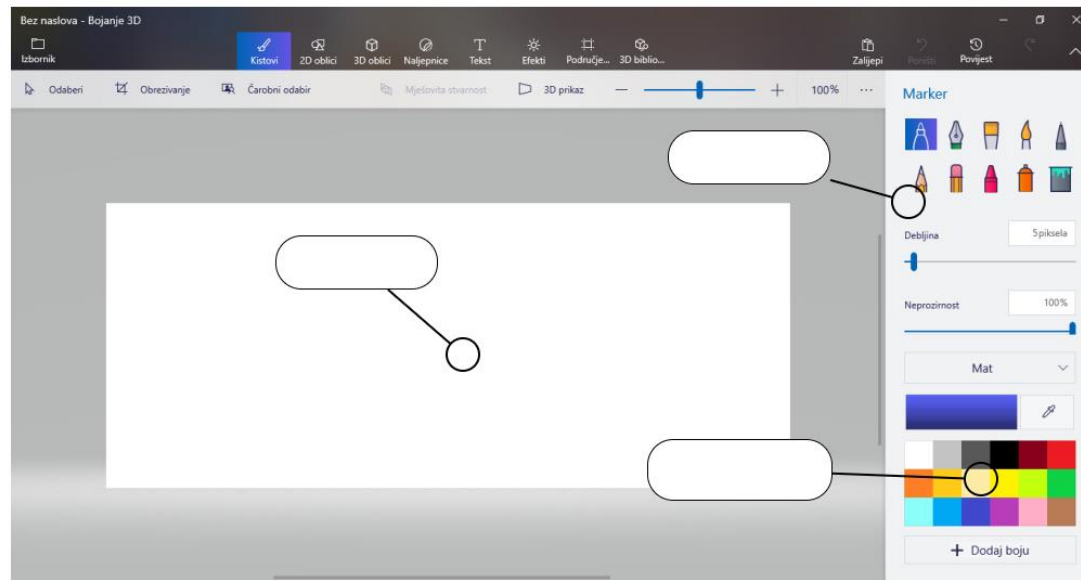 Bez naslova - Bojanje 3D
Izbornik
Kistovi
2D oblici
3D oblici
Naljepnice
Tekst
Efekti
Područje...
3D biblio...
Zalijepi
Poništi
Povijest
Odaberi
Obrezivanje
Čarobni odabir
Mješovita stvarnost
3D prikaz
100%
Marker
Debljina
5piksela
Neprozirnost
100%
Mat
Dodaj boju